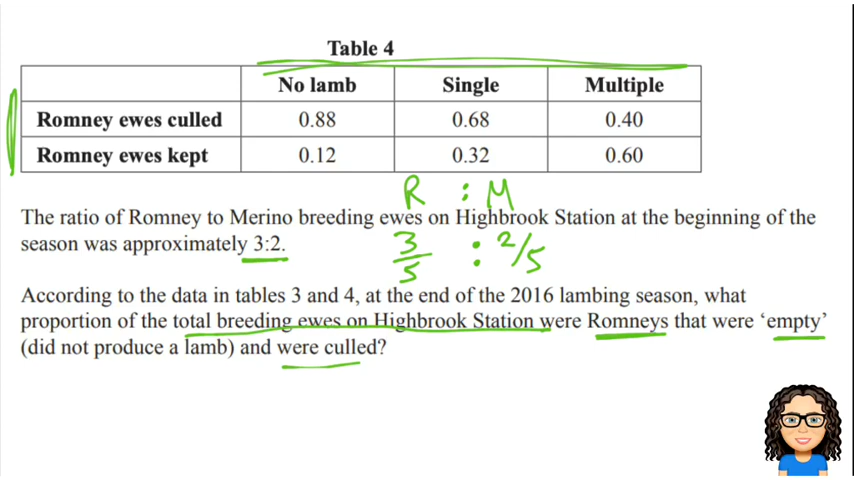 Table 4
No lamb Single Multiple
Romney ewes culled 0.88 0.68 0.40
Romney ewes kept 0.12 0.32 0.60
R : M
The ratio of Romney to Merino breeding ewes on Highbrook Station at the beginning of the
season was approximately 3:2.
3/5 : 2/5
According to the data in tables 3 and 4, at the end of the 2016 lambing season, what
proportion of the total breeding ewes on Highbrook Station were Romneys that were ‘empty’
(did not produce a lamb) and were culled?